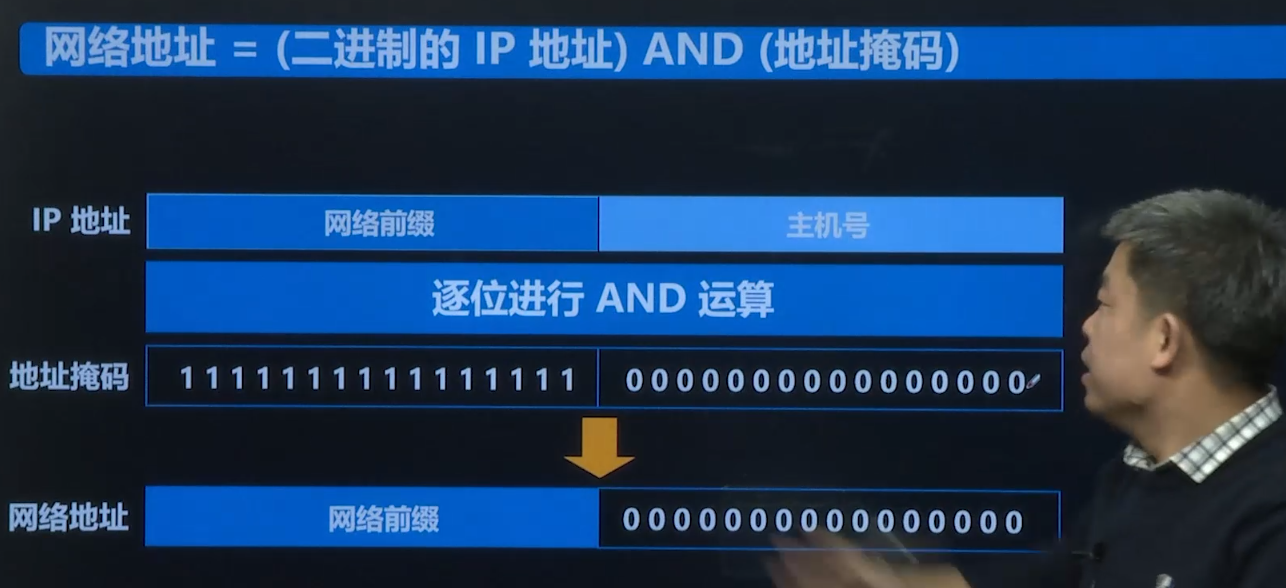 网络地址 = (二进制的 IP 地址) AND (地址掩码)
IP 地址 网络前缀 主机号
逐位进行 AND 运算
地址掩码 1 1 1 1 1 1 1 1 1 1 1 1 1 1 1 1 0 0 0 0 0 0 0 0 0 0 0 0 0 0 0 0
网络地址 网络前缀 0 0 0 0 0 0 0 0 0 0 0 0 0 0 0 0